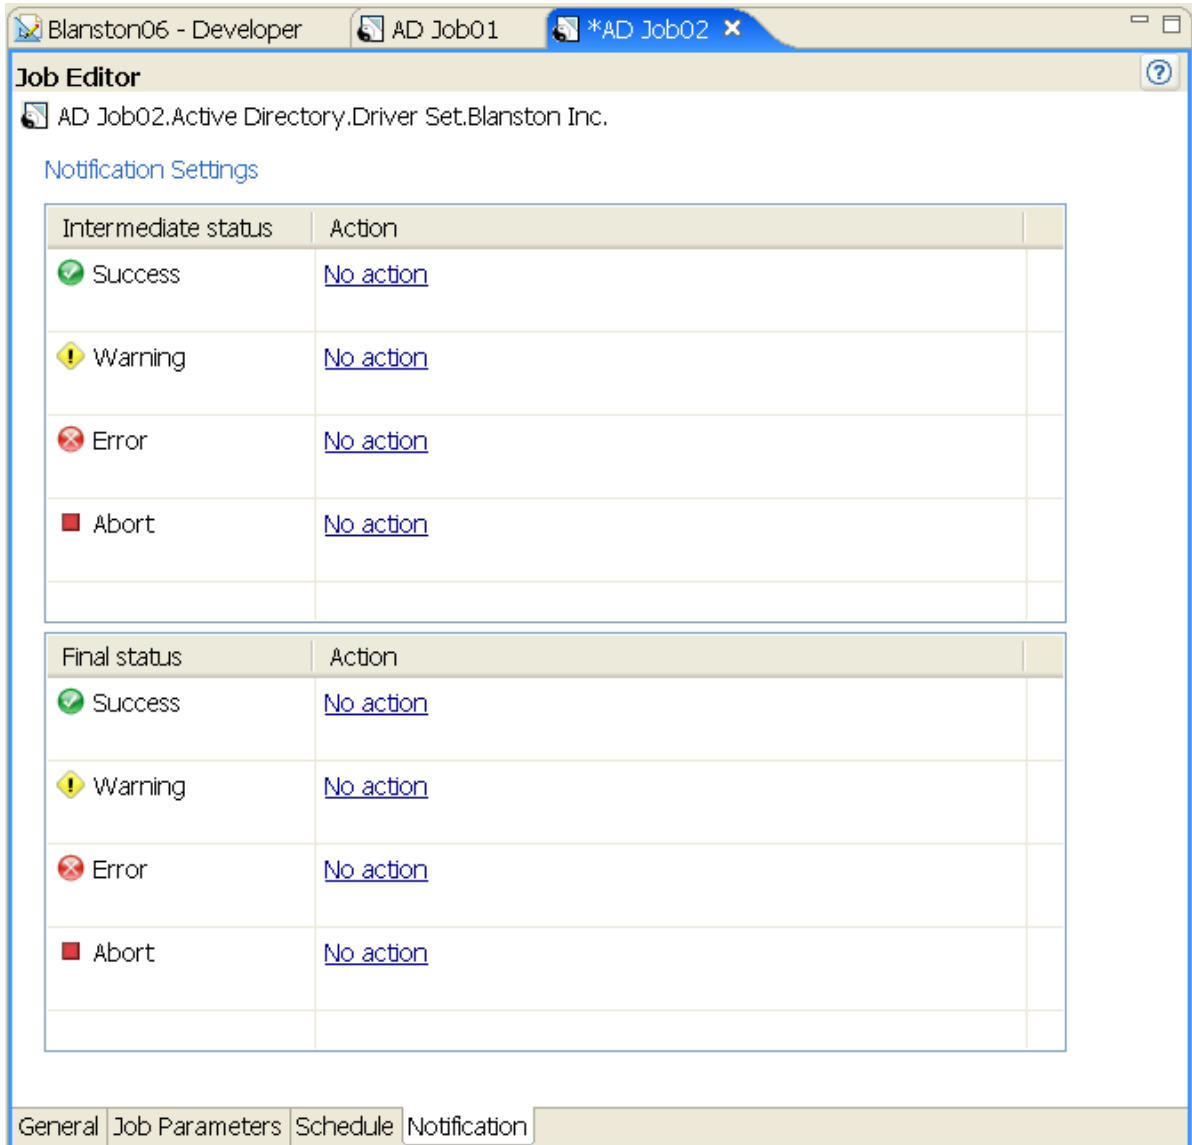 Blanston06 - Developer AD Job01 *AD Job02
Job Editor
AD Job02.Active Directory.Driver Set.Blanston Inc.
Notification Settings
Intermediate status Action
Success No action
Warning No action
Error No action
Abort No action
Final status Action
Success No action
Warning No action
Error No action
Abort No action
General Job Parameters Schedule Notification